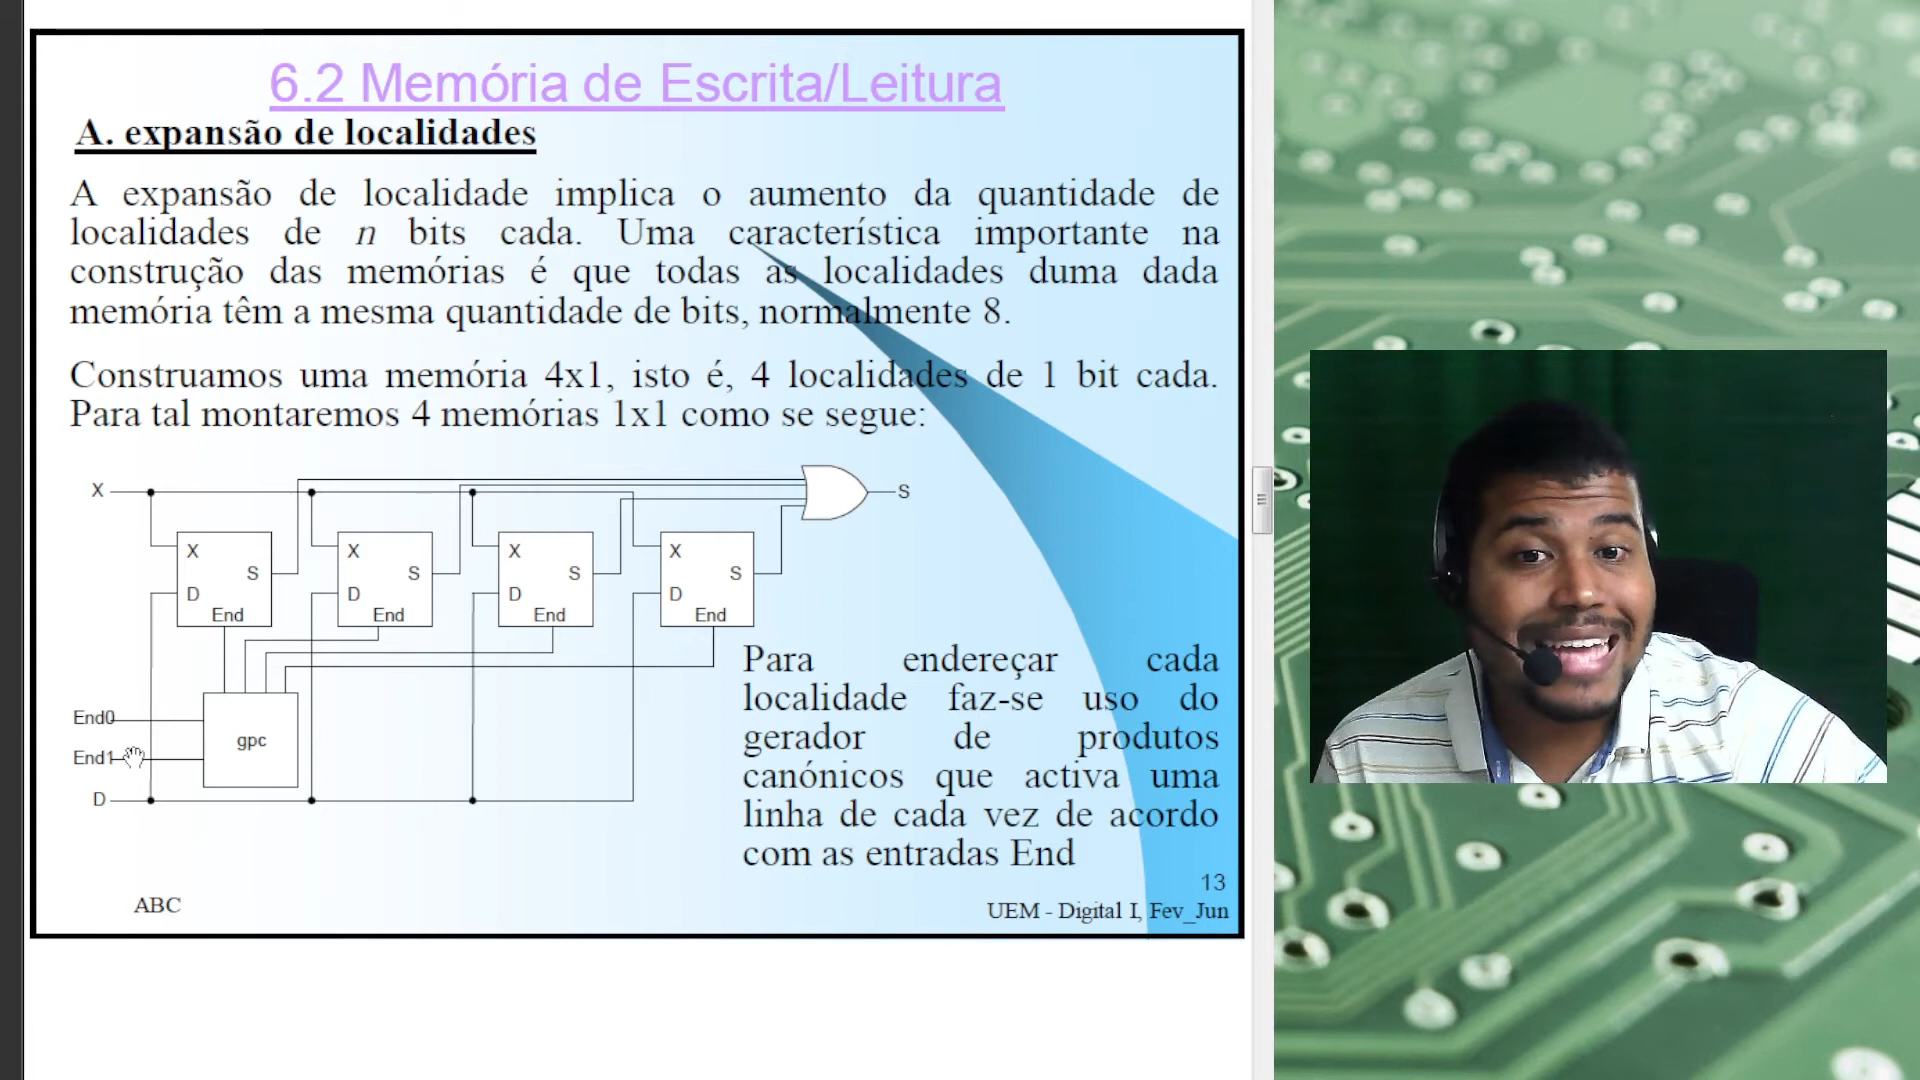 6.2 Memória de Escrita/Leitura
A. expansão de localidades
A expansão de localidade implica o aumento da quantidade de
localidades de n bits cada. Uma característica importante na
construção das memórias é que todas as localidades duma dada
memória têm a mesma quantidade de bits, normalmente 8.
Construamos uma memória 4x1, isto é, 4 localidades de 1 bit cada.
Para tal montaremos 4 memórias 1x1 como se segue:
X
S
X
S
D
End
X
S
D
End
X
S
D
End
X
S
D
End
End0
End1
gpc
D
Para endereçar cada
localidade faz-se uso do
gerador de produtos
canónicos que activa uma
linha de cada vez de acordo
com as entradas End
13
ABC
UEM - Digital I, Fev_Jun